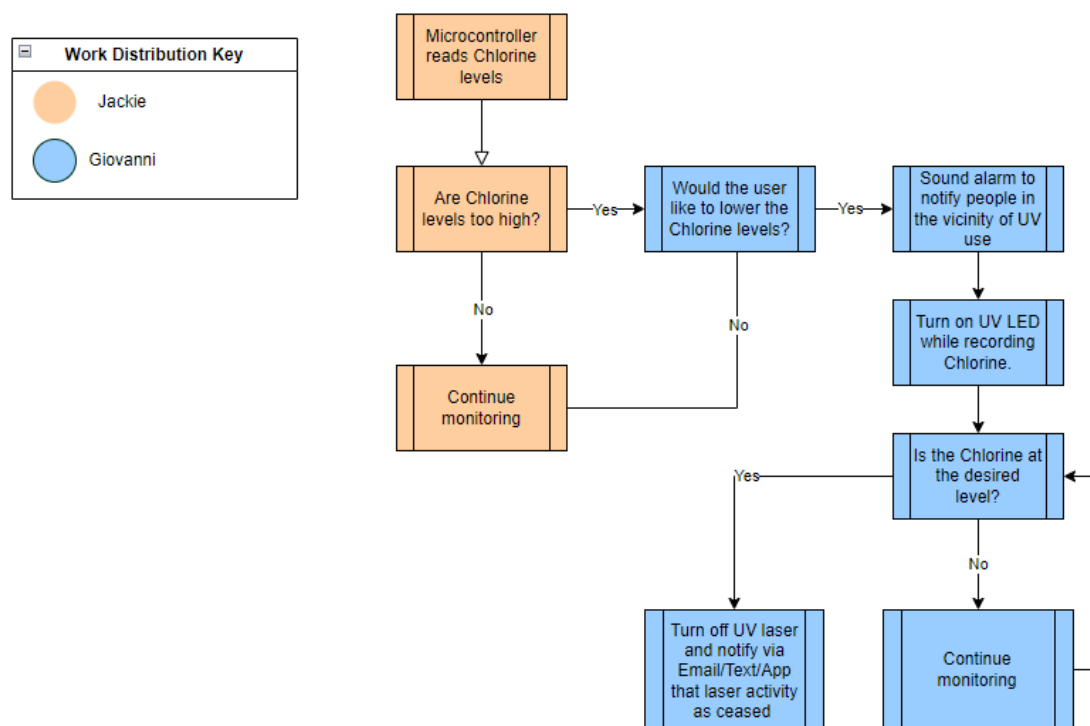 Work Distribution Key
Jackie
Giovanni
Microcontroller
reads Chlorine
levels
Are Chlorine
levels too high?
Yes
Would the user
like to lower the
Chlorine levels?
Yes
Sound alarm to
notify people in
the vicinity of UV
use
No
No
Turn on UV LED
while recording
Chlorine.
Continue
monitoring
Is the Chlorine at
the desired
level?
Yes
No
Turn off UV laser
and notify via
Email/Text/App
that laser activity
as ceased
Continue
monitoring